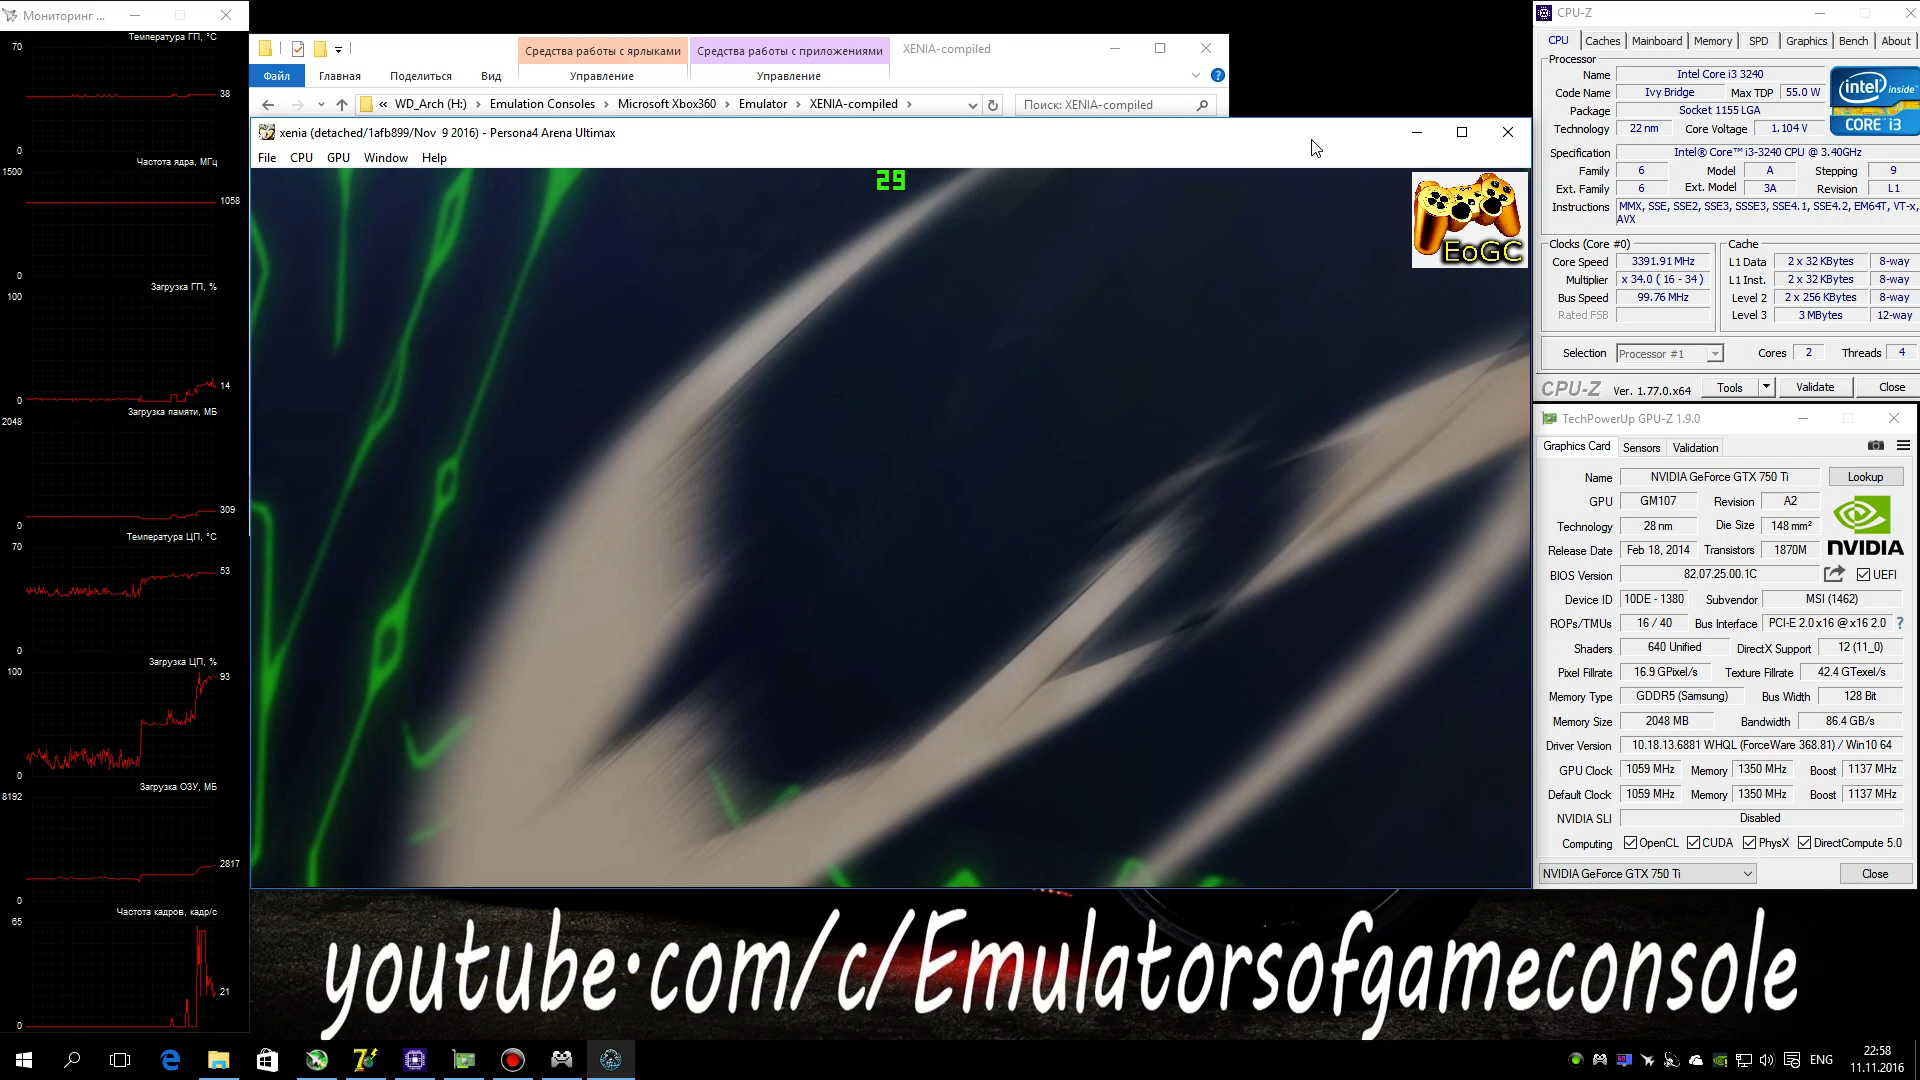 Мониторинг ...
Температура ГП, °C
70
38
0
Частота ядра, МГц
1500
1058
0
Загрузка ГП, %
100
14
0
Загрузка памяти, МБ
2048
309
0
Температура ЦП, °C
70
53
0
Загрузка ЦП, %
100
93
0
Загрузка ОЗУ, МБ
8192
2817
0
Частота кадров, кадр/с
65
21
0
Средства работы с ярлыками
Средства работы с приложениями
XENIA-compiled
Файл
Главная
Поделиться
Вид
Управление
Управление
« WD_Arch (H:) › Emulation Consoles › Microsoft Xbox360 › Emulator › XENIA-compiled ›
Поиск: XENIA-compiled
xenia (detached/1afb899/Nov 9 2016) - Persona4 Arena Ultimax
File CPU GPU Window Help
29
EoGC
youtube.com/c/Emulatorsofgameconsole
CPU-Z
CPU Caches Mainboard Memory SPD Graphics Bench About
Processor
Name Intel Core i3 3240
Code Name Ivy Bridge Max TDP 55.0 W
Package Socket 1155 LGA
Technology 22 nm Core Voltage 1.104 V
intel inside™
CORE i3
Specification Intel® Core™ i3-3240 CPU @ 3.40GHz
Family 6 Model A Stepping 9
Ext. Family 6 Ext. Model 3A Revision L1
Instructions MMX, SSE, SSE2, SSE3, SSSE3, SSE4.1, SSE4.2, EM64T, VT-x,
AVX
Clocks (Core #0)
Core Speed 3391.91 MHz
Multiplier x 34.0 ( 16 - 34 )
Bus Speed 99.76 MHz
Rated FSB
Cache
L1 Data 2 x 32 KBytes 8-way
L1 Inst. 2 x 32 KBytes 8-way
Level 2 2 x 256 KBytes 8-way
Level 3 3 MBytes 12-way
Selection Processor #1 Cores 2 Threads 4
CPU-Z Ver. 1.77.0.x64 Tools Validate Close
TechPowerUp GPU-Z 1.9.0
Graphics Card Sensors Validation
Name NVIDIA GeForce GTX 750 Ti Lookup
GPU GM107 Revision A2
Technology 28 nm Die Size 148 mm²
Release Date Feb 18, 2014 Transistors 1870M
NVIDIA
BIOS Version 82.07.25.00.1C UEFI
Device ID 10DE - 1380 Subvendor MSI (1462)
ROPs/TMUs 16 / 40 Bus Interface PCI-E 2.0 x16 @ x16 2.0 ?
Shaders 640 Unified DirectX Support 12 (11_0)
Pixel Fillrate 16.9 GPixel/s Texture Fillrate 42.4 GTexel/s
Memory Type GDDR5 (Samsung) Bus Width 128 Bit
Memory Size 2048 MB Bandwidth 86.4 GB/s
Driver Version 10.18.13.6881 WHQL (ForceWare 368.81) / Win10 64
GPU Clock 1059 MHz Memory 1350 MHz Boost 1137 MHz
Default Clock 1059 MHz Memory 1350 MHz Boost 1137 MHz
NVIDIA SLI Disabled
Computing OpenCL CUDA PhysX DirectCompute 5.0
NVIDIA GeForce GTX 750 Ti Close
ENG
22:58
11.11.2016